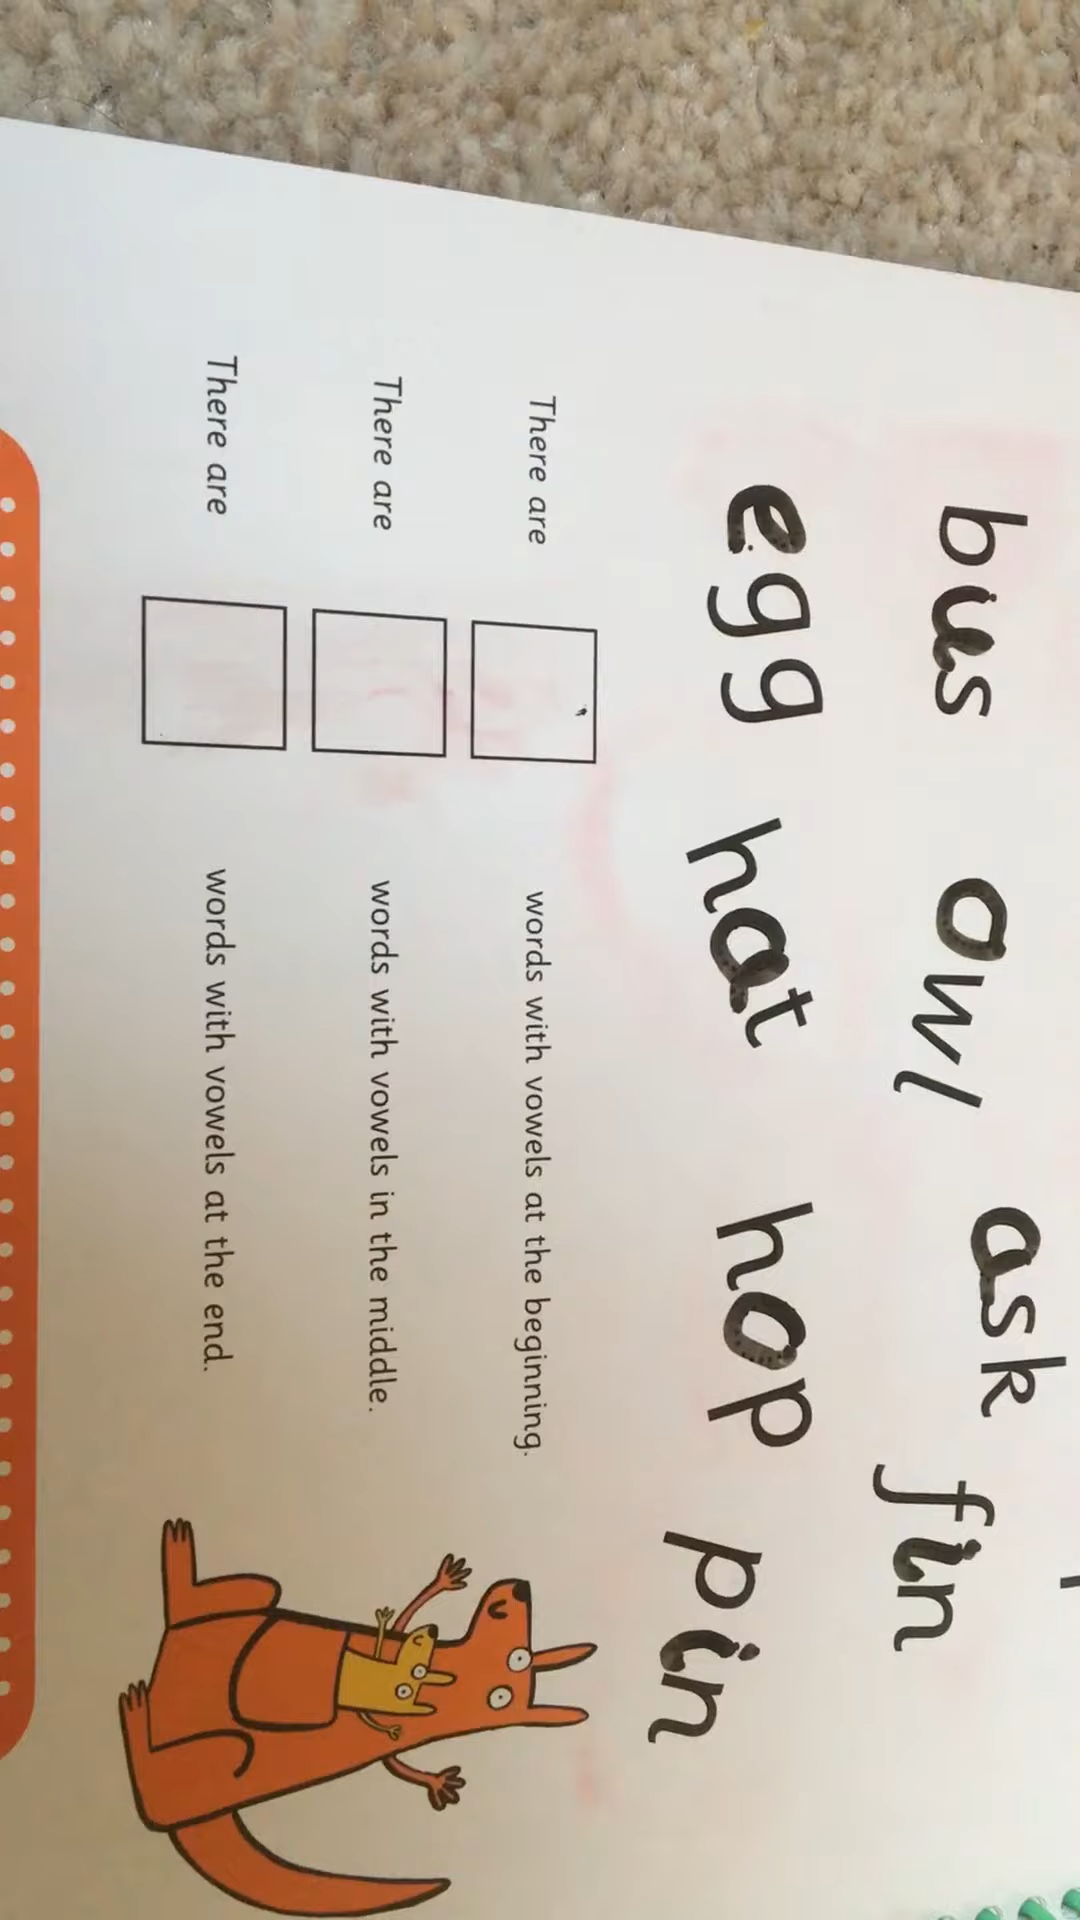 bus owl ask fin
egg hat hop pin
There are words with vowels at the beginning.
There are words with vowels in the middle.
There are words with vowels at the end.